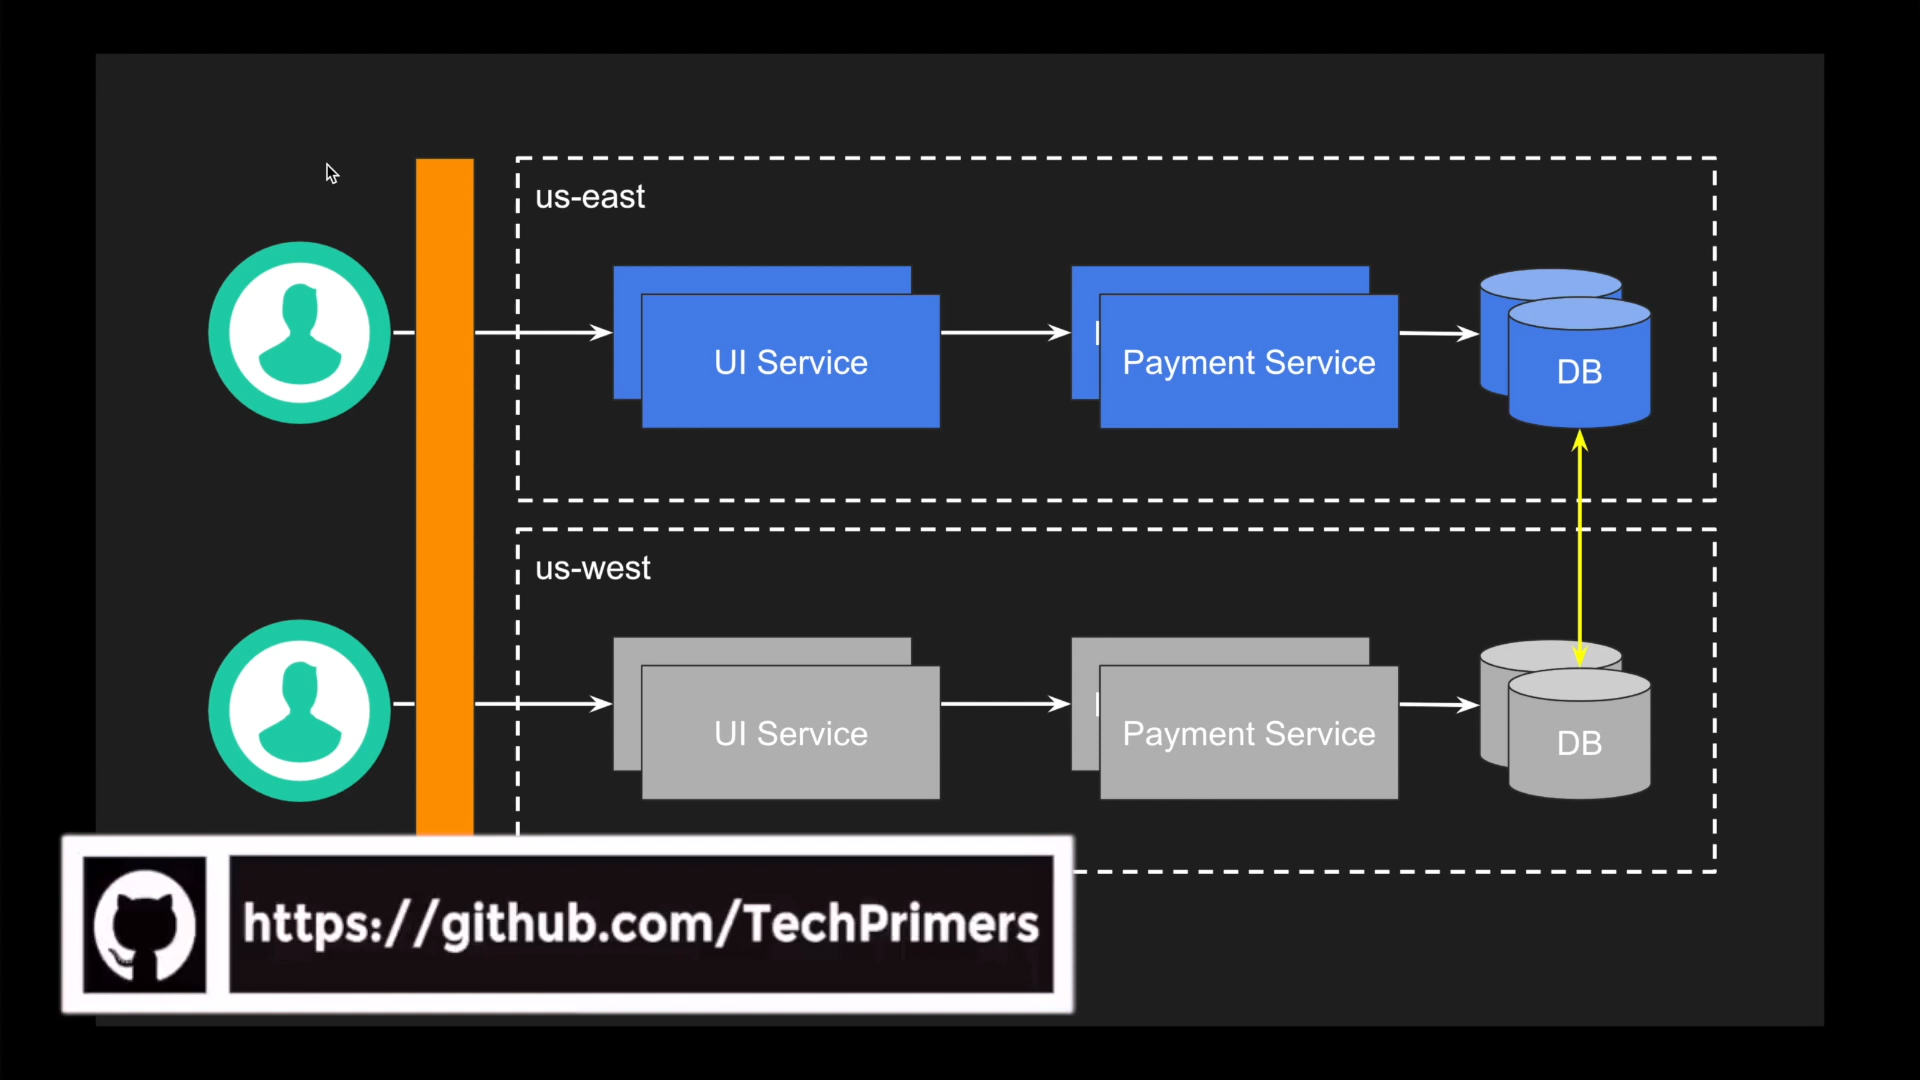 us-east
UI Service
Payment Service
DB
us-west
UI Service
Payment Service
DB
https://github.com/TechPrimers